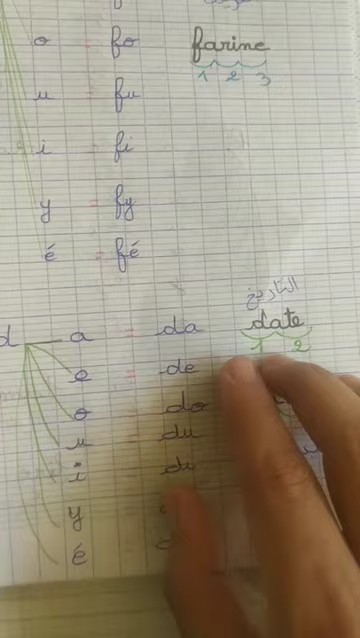 o = fo farine
1 2 3
u = fu
i = fi
y = fy
é = fé
التاريخ
d a = da date
1 2
e = de
o do
u du
i di
y
é